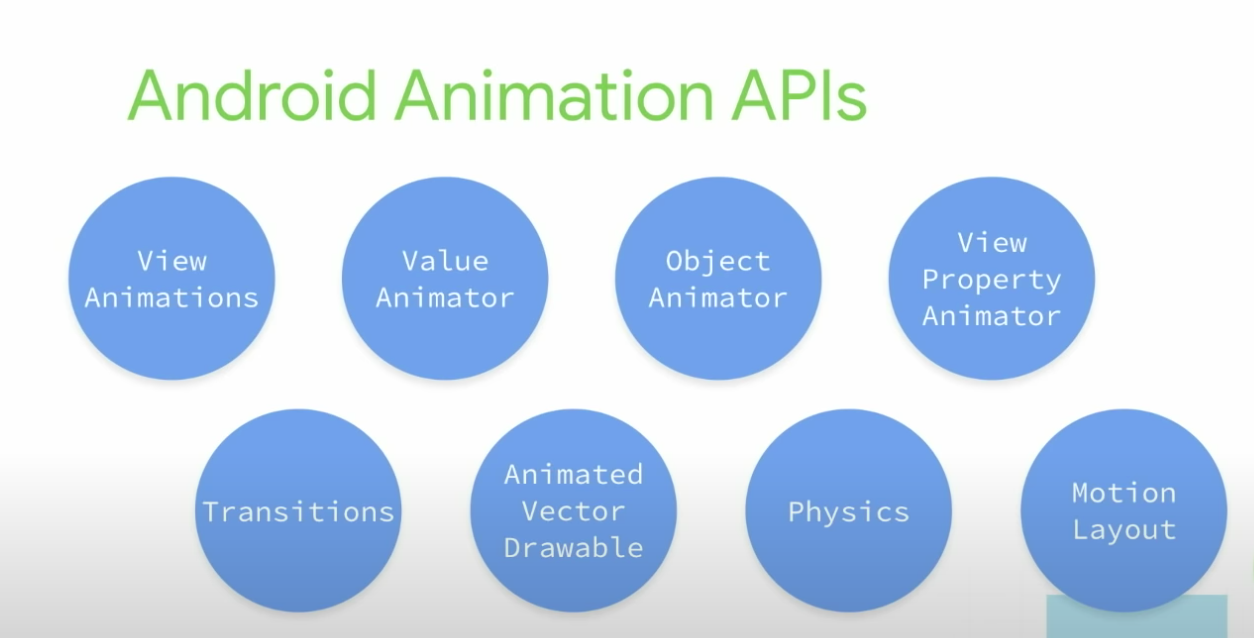 Android Animation APIs
View
Animations
Value
Animator
Object
Animator
View
Property
Animator
Transitions
Animated
Vector
Drawable
Physics
Motion
Layout